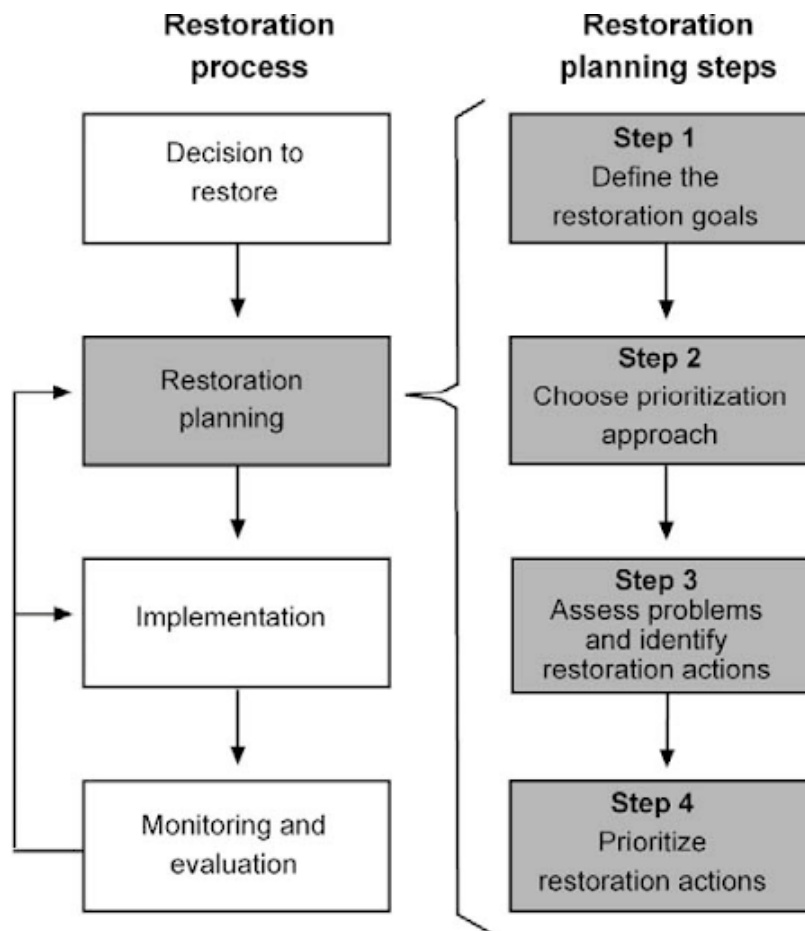 Restoration
process
Decision to
restore
Restoration
planning
Implementation
Monitoring and
evaluation
Restoration
planning steps
Step 1
Define the
restoration goals
Step 2
Choose prioritization
approach
Step 3
Assess problems
and identify
restoration actions
Step 4
Prioritize
restoration actions